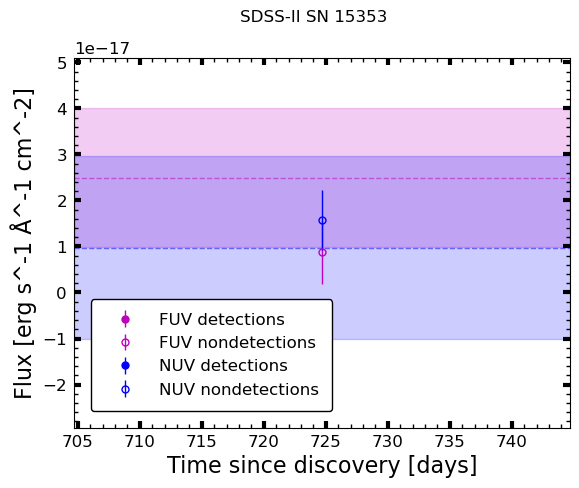 SDSS-II SN 15353
1e−17
5
4
3
2
1
0
−1
−2
Flux [erg s^-1 Å^-1 cm^-2]
FUV detections
FUV nondetections
NUV detections
NUV nondetections
705 710 715 720 725 730 735 740
Time since discovery [days]